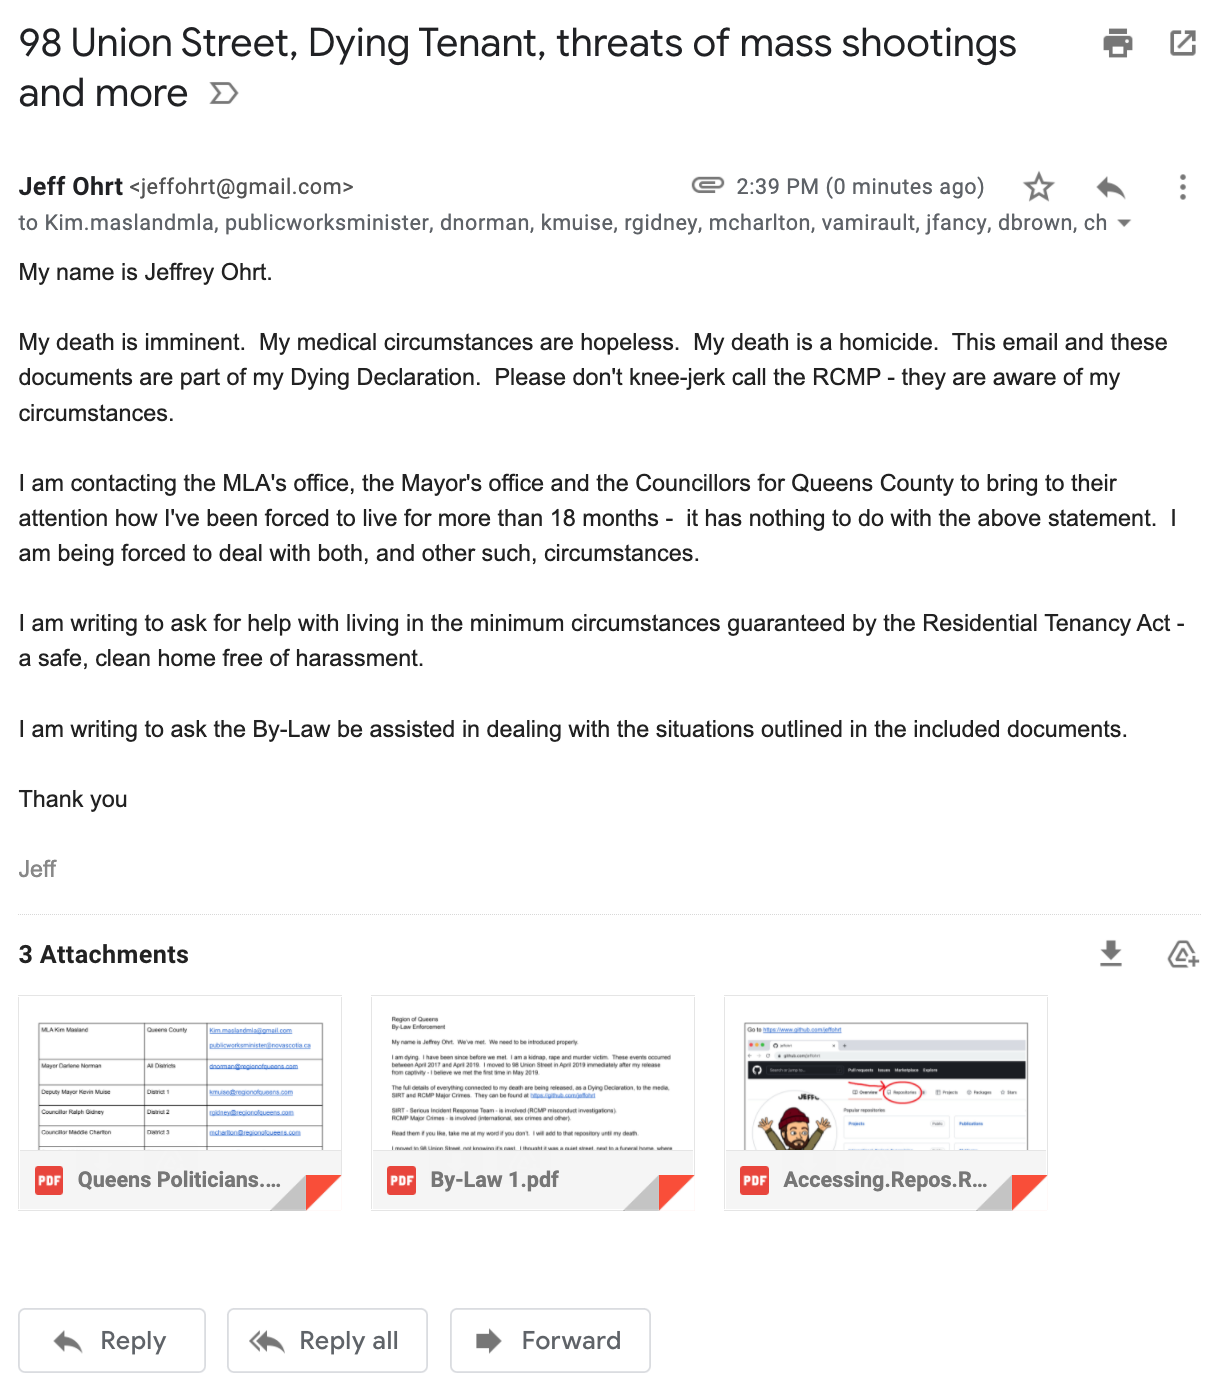 98 Union Street, Dying Tenant, threats of mass shootings
and more
Jeff Ohrt <jeffohrt@gmail.com>
2:39 PM (0 minutes ago)
to Kim.maslandmla, publicworksminister, dnorman, kmuise, rgidney, mcharlton, vamirault, jfancy, dbrown, ch
My name is Jeffrey Ohrt.
My death is imminent.  My medical circumstances are hopeless.  My death is a homicide.  This email and these
documents are part of my Dying Declaration.  Please don't knee-jerk call the RCMP - they are aware of my
circumstances.
I am contacting the MLA's office, the Mayor's office and the Councillors for Queens County to bring to their
attention how I've been forced to live for more than 18 months -  it has nothing to do with the above statement.  I
am being forced to deal with both, and other such, circumstances.
I am writing to ask for help with living in the minimum circumstances guaranteed by the Residential Tenancy Act -
a safe, clean home free of harassment.
I am writing to ask the By-Law be assisted in dealing with the situations outlined in the included documents.
Thank you
Jeff
3 Attachments
MLA Kim Masland Queens County Kim.maslandmla@gmail.com
publicworksminister@novascotia.ca
Mayor Darlene Norman All Districts dnorman@regionofqueens.com
Deputy Mayor Kevin Muise District 1 kmuise@regionofqueens.com
Councillor Ralph Gidney District 2 rgidney@regionofqueens.com
Councillor Maddie Charlton District 3 mcharlton@regionofqueens.com
PDF Queens Politicians....
Region of Queens
By-Law Enforcement
My name is Jeffrey Ohrt.  We've met.  We need to be introduced properly.
I am dying.  I have been since before we met.  I am a kidnap, rape and murder victim.  These events occurred
between April 2017 and April 2019.  I moved to 98 Union Street in April 2019 immediately after my release
from captivity - I believe we met the first time in May 2019.
The full details of everything connected to my death are being released, as a Dying Declaration, to the media,
SIRT and RCMP Major Crimes.  They can be found at https://github.com/jeffohrt
SIRT - Serious Incident Response Team - is involved (RCMP misconduct investigations).
RCMP Major Crimes - is involved (international, sex crimes and other).
Read them if you like, take me at my word if you don't.  I will add to that repository until my death.
I moved to 98 Union Street, not knowing it's past.  I thought it was a quiet street, next to a funeral home, where
PDF By-Law 1.pdf
Go to https://www.github.com/jeffohrt
github.com/jeffohrt
Pull requests Issues Marketplace Explore
Overview Repositories Projects Packages Stars
JEFF
Popular repositories
Projects Public Publications
PDF Accessing.Repos.R...
Reply
Reply all
Forward